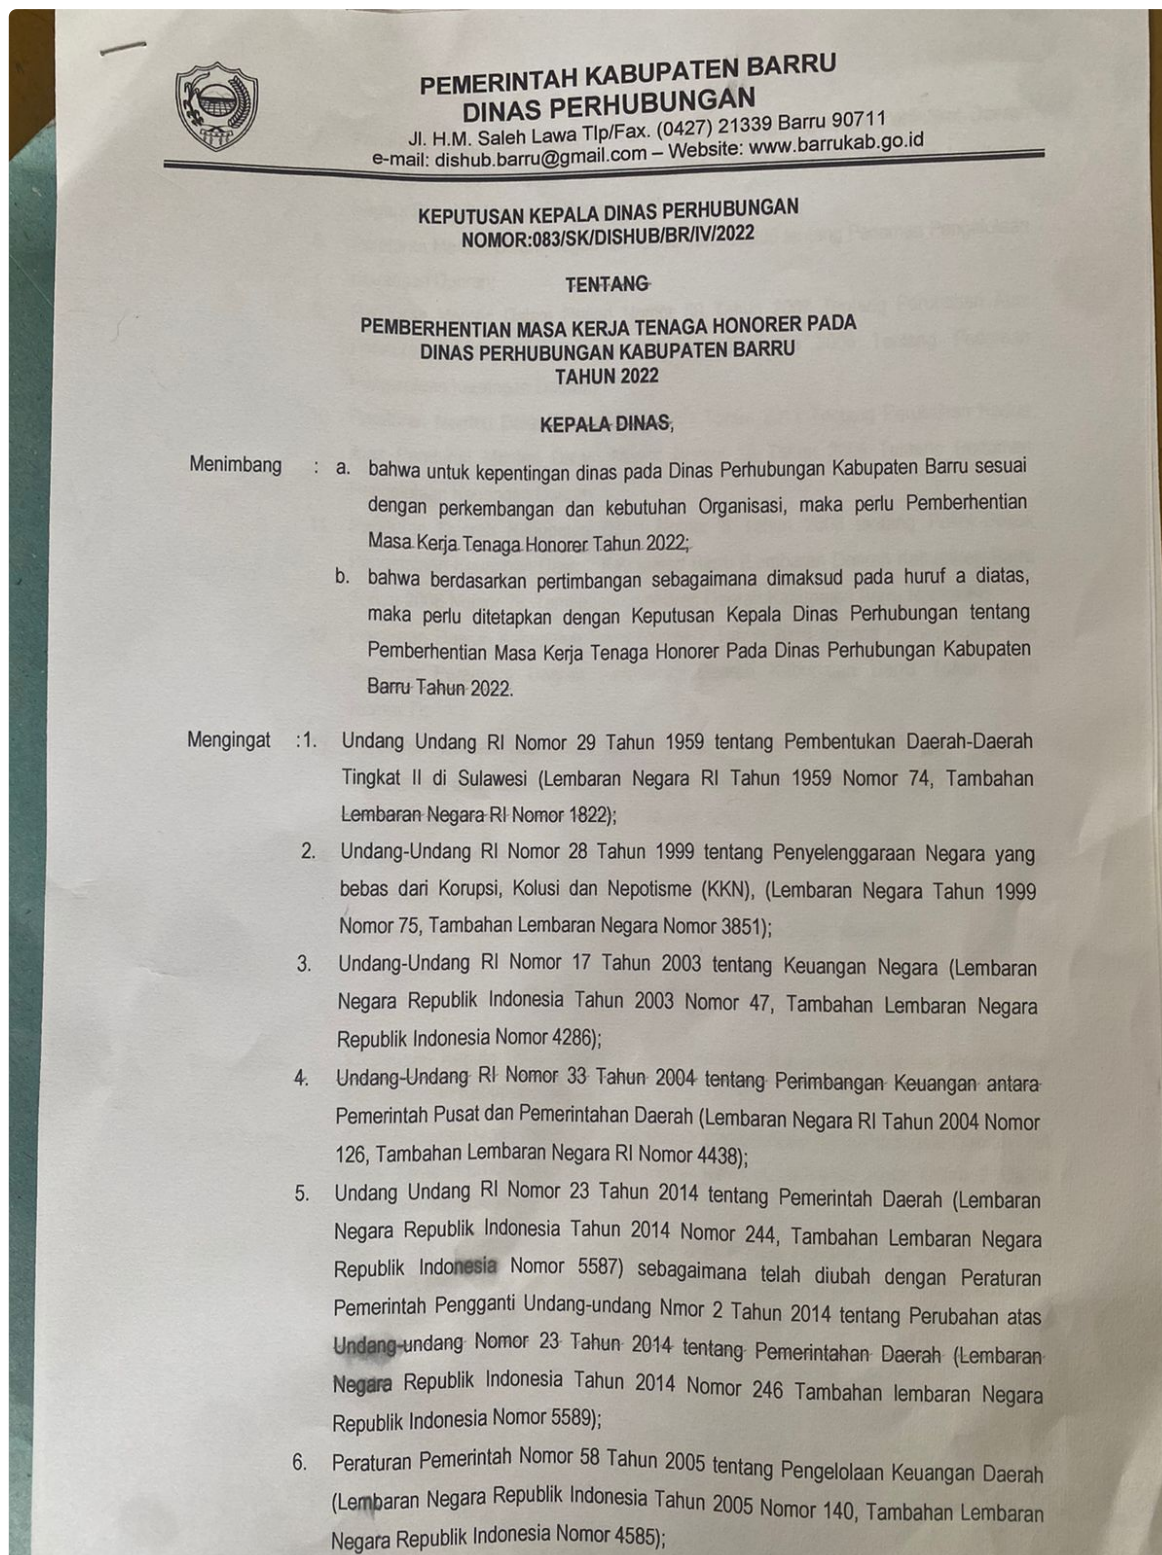 PEMERINTAH KABUPATEN BARRU
DINAS PERHUBUNGAN
Jl. H.M. Saleh Lawa Tlp/Fax. (0427) 21339 Barru 90711
e-mail: dishub.barru@gmail.com – Website: www.barrukab.go.id
KEPUTUSAN KEPALA DINAS PERHUBUNGAN
NOMOR:083/SK/DISHUB/BR/IV/2022
TENTANG
PEMBERHENTIAN MASA KERJA TENAGA HONORER PADA
DINAS PERHUBUNGAN KABUPATEN BARRU
TAHUN 2022
KEPALA DINAS,
Menimbang : a. bahwa untuk kepentingan dinas pada Dinas Perhubungan Kabupaten Barru sesuai
dengan perkembangan dan kebutuhan Organisasi, maka perlu Pemberhentian
Masa Kerja Tenaga Honorer Tahun 2022;
b. bahwa berdasarkan pertimbangan sebagaimana dimaksud pada huruf a diatas,
maka perlu ditetapkan dengan Keputusan Kepala Dinas Perhubungan tentang
Pemberhentian Masa Kerja Tenaga Honorer Pada Dinas Perhubungan Kabupaten
Barru Tahun 2022.
Mengingat :1. Undang Undang RI Nomor 29 Tahun 1959 tentang Pembentukan Daerah-Daerah
Tingkat II di Sulawesi (Lembaran Negara RI Tahun 1959 Nomor 74, Tambahan
Lembaran Negara RI Nomor 1822);
2. Undang-Undang RI Nomor 28 Tahun 1999 tentang Penyelenggaraan Negara yang
bebas dari Korupsi, Kolusi dan Nepotisme (KKN), (Lembaran Negara Tahun 1999
Nomor 75, Tambahan Lembaran Negara Nomor 3851);
3. Undang-Undang RI Nomor 17 Tahun 2003 tentang Keuangan Negara (Lembaran
Negara Republik Indonesia Tahun 2003 Nomor 47, Tambahan Lembaran Negara
Republik Indonesia Nomor 4286);
4. Undang-Undang RI Nomor 33 Tahun 2004 tentang Perimbangan Keuangan antara
Pemerintah Pusat dan Pemerintahan Daerah (Lembaran Negara RI Tahun 2004 Nomor
126, Tambahan Lembaran Negara RI Nomor 4438);
5. Undang Undang RI Nomor 23 Tahun 2014 tentang Pemerintah Daerah (Lembaran
Negara Republik Indonesia Tahun 2014 Nomor 244, Tambahan Lembaran Negara
Republik Indonesia Nomor 5587) sebagaimana telah diubah dengan Peraturan
Pemerintah Pengganti Undang-undang Nmor 2 Tahun 2014 tentang Perubahan atas
Undang-undang Nomor 23 Tahun 2014 tentang Pemerintahan Daerah (Lembaran
Negara Republik Indonesia Tahun 2014 Nomor 246 Tambahan lembaran Negara
Republik Indonesia Nomor 5589);
6. Peraturan Pemerintah Nomor 58 Tahun 2005 tentang Pengelolaan Keuangan Daerah
(Lembaran Negara Republik Indonesia Tahun 2005 Nomor 140, Tambahan Lembaran
Negara Republik Indonesia Nomor 4585);